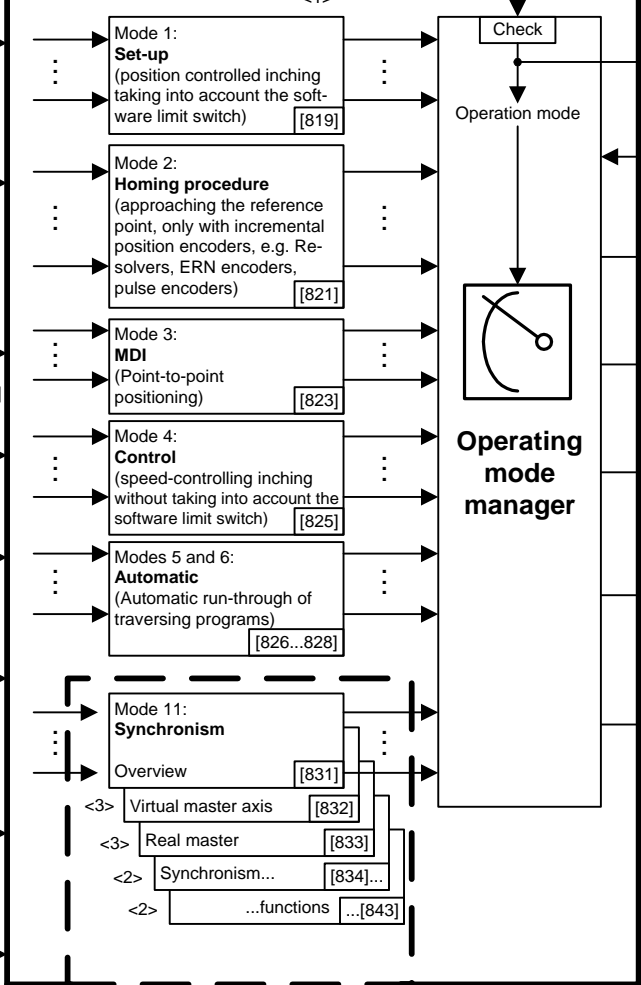 Check
Mode 1:
Set-up
(position controlled inching
taking into account the soft-
ware limit switch)
[819]
Operation mode
Mode 2:
Homing procedure
(approaching the reference
point, only with incremental
position encoders, e.g. Re-
solvers, ERN encoders,
pulse encoders)
[821]
Mode 3:
MDI
(Point-to-point
positioning)
[823]
Mode 4:
Control
(speed-controlling inching
without taking into account the
software limit switch)
[825]
Operating
mode
manager
Modes 5 and 6:
Automatic
(Automatic run-through of
traversing programs)
[826...828]
Mode 11:
Synchronism
Overview [831]
<3> Virtual master axis [832]
<3> Real master [833]
<2> Synchronism... [834]...
<2> ...functions ...[843]